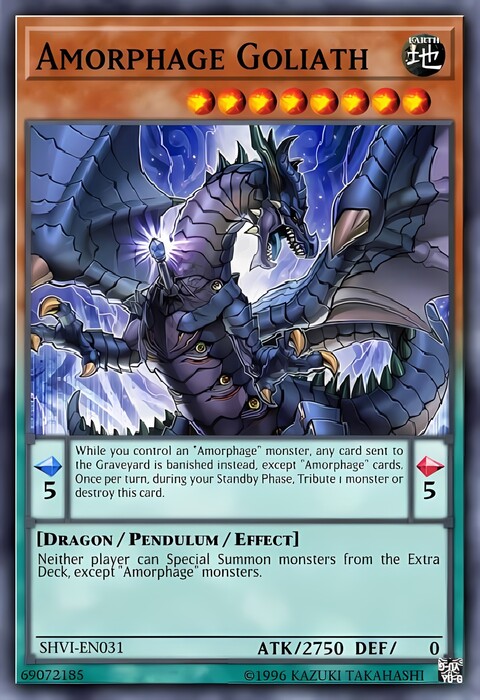 AMORPHAGE GOLIATH
EARTH
地
While you control an "Amorphage" monster, any card sent to
the Graveyard is banished instead, except "Amorphage" cards.
Once per turn, during your Standby Phase, Tribute 1 monster or
destroy this card.
5
5
[DRAGON / PENDULUM / EFFECT]
Neither player can Special Summon monsters from the Extra
Deck, except "Amorphage" monsters.
SHVI-EN031
ATK/2750 DEF/ 0
69072185
©1996 KAZUKI TAKAHASHI